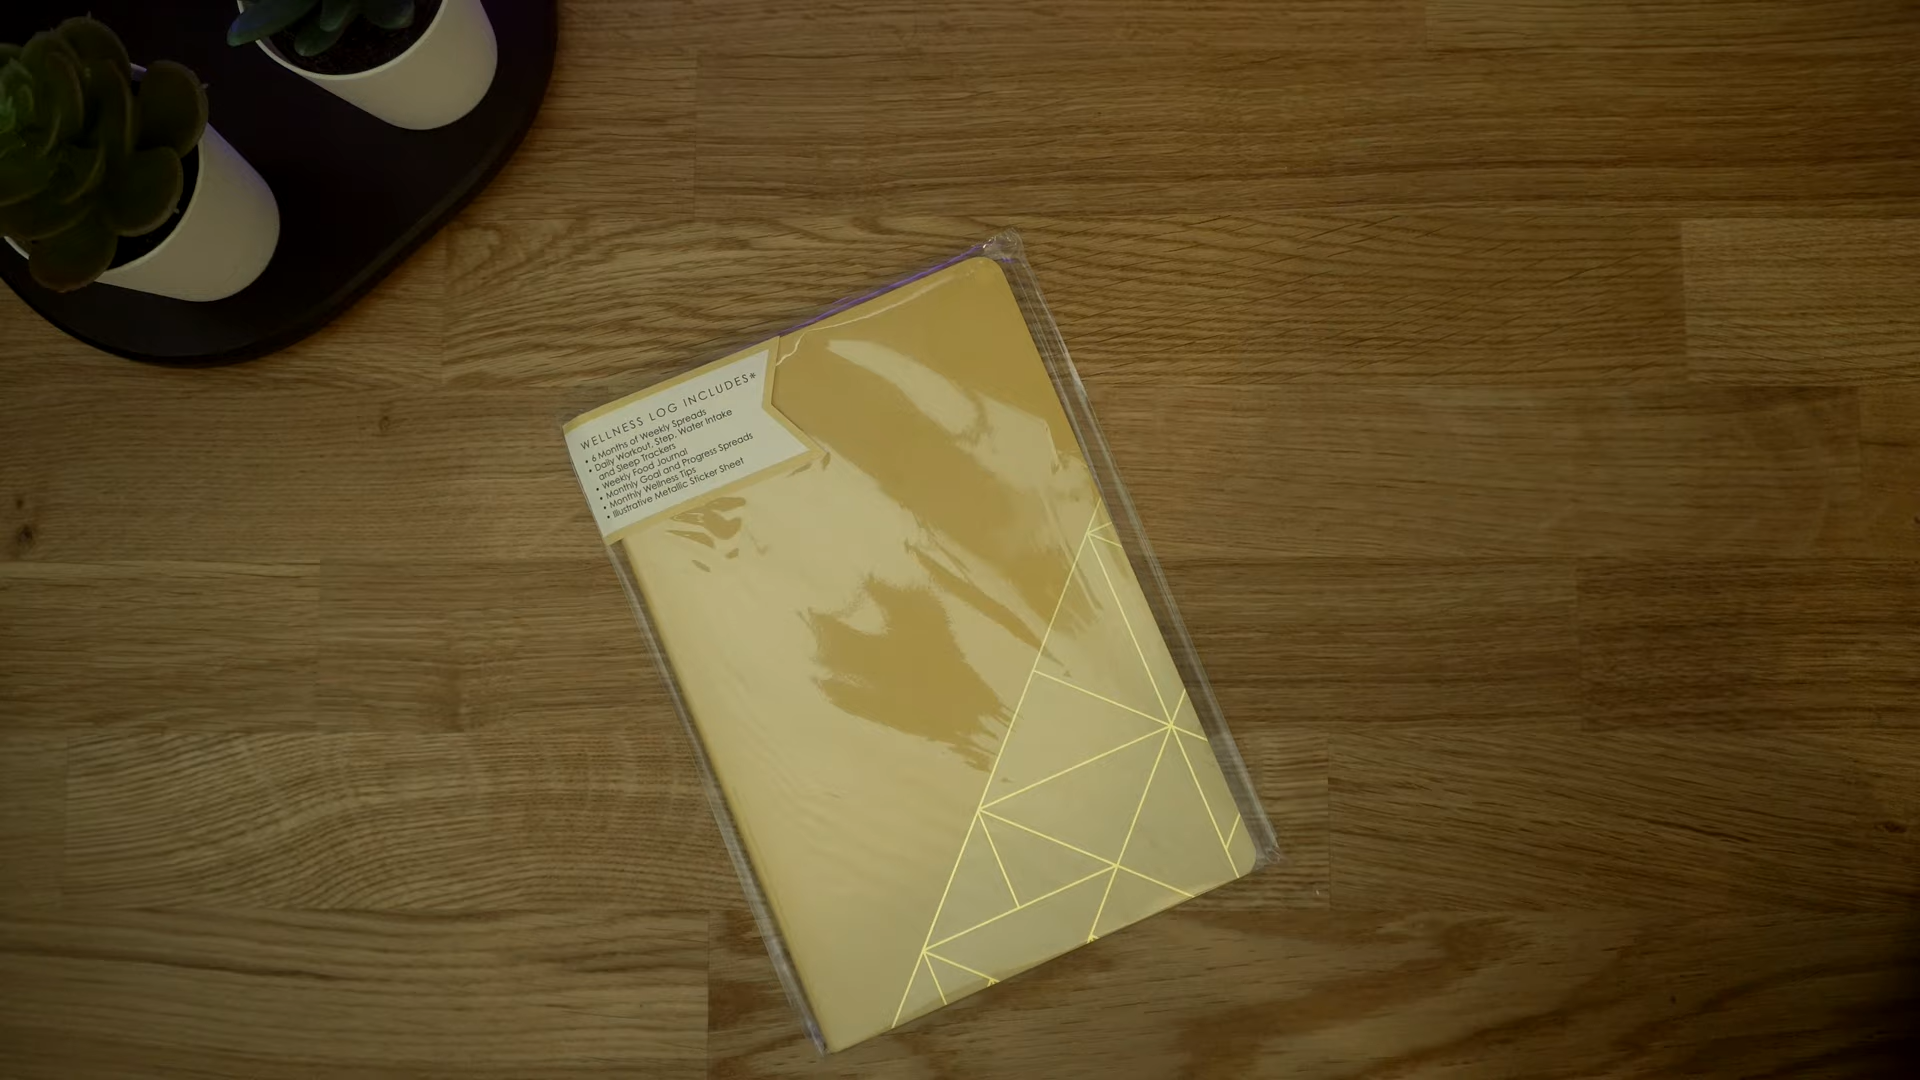 WELLNESS LOG INCLUDES*
• 6 Months of Weekly Spreads
• Daily Workout, Step, Water Intake
and Sleep Trackers
• Weekly Food Journal
• Monthly Goal and Progress Spreads
• Monthly Wellness Tips
• Illustrative Metallic Sticker Sheet